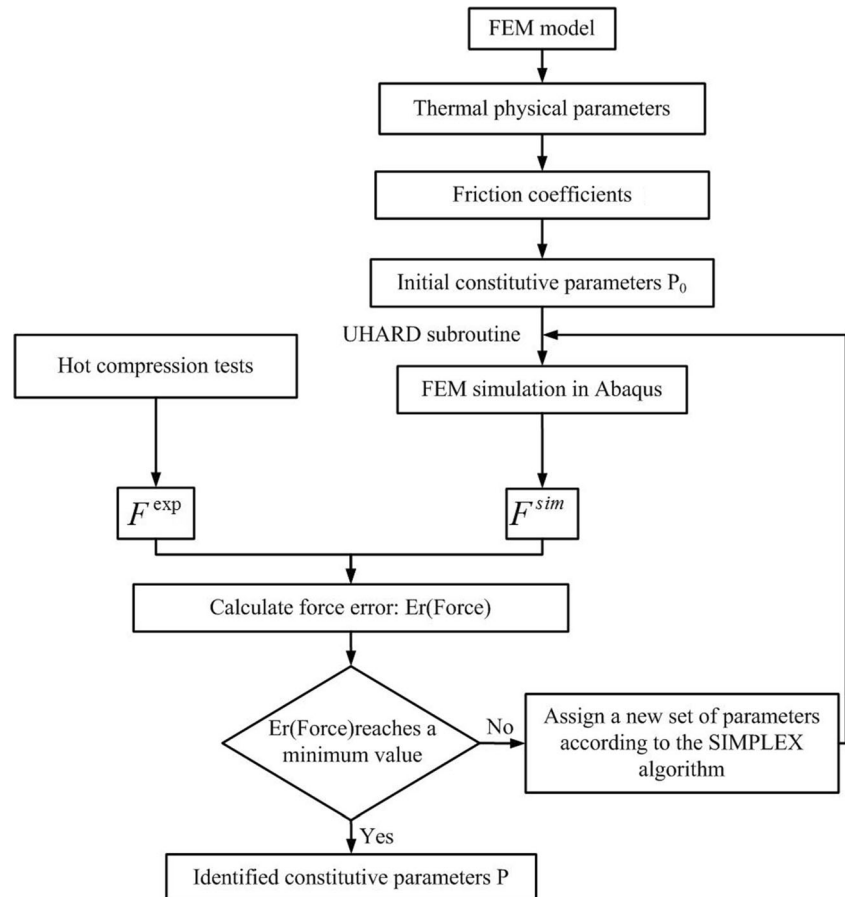 FEM model
Thermal physical parameters
Friction coefficients
Initial constitutive parameters P₀
UHARD subroutine
Hot compression tests
FEM simulation in Abaqus
F^exp
F^sim
Calculate force error: Er(Force)
Er(Force)reaches a
minimum value
No
Assign a new set of parameters
according to the SIMPLEX
algorithm
Yes
Identified constitutive parameters P